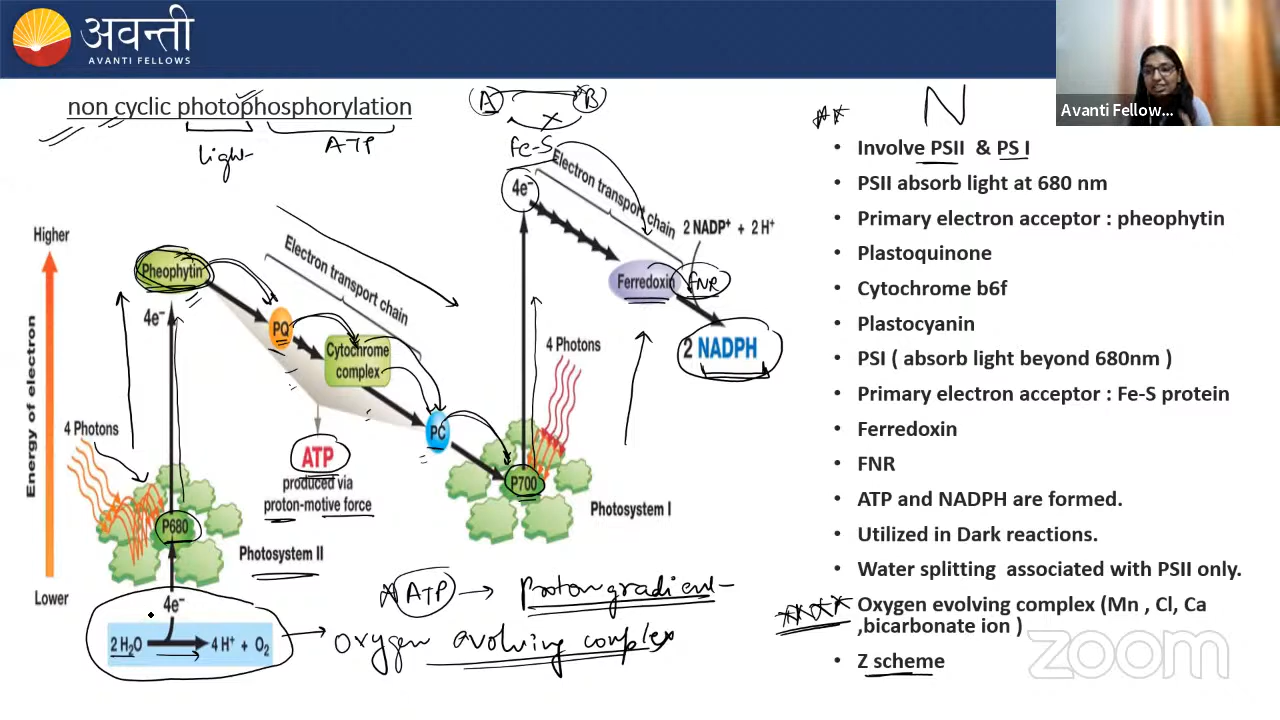 अवन्ती
AVANTI FELLOWS
Avanti Fellow...
non cyclic photophosphorylation
light
ATP
A
B
Fe-S
N
Higher
Energy of electron
Lower
Pheophytin
4e⁻
4 Photons
P680
Photosystem II
4e⁻
2 H₂O
4 H⁺ + O₂
Electron transport chain
PQ
Cytochrome
complex
PC
ATP
produced via
proton-motive force
4e⁻
Electron transport chain
2 NADP⁺ + 2 H⁺
Ferredoxin
FNR
2 NADPH
4 Photons
P700
Photosystem I
ATP → Proton gradient
Oxygen evolving complex
• Involve PSII & PS I
• PSII absorb light at 680 nm
• Primary electron acceptor : pheophytin
• Plastoquinone
• Cytochrome b6f
• Plastocyanin
• PSI ( absorb light beyond 680nm )
• Primary electron acceptor : Fe-S protein
• Ferredoxin
• FNR
• ATP and NADPH are formed.
• Utilized in Dark reactions.
• Water splitting associated with PSII only.
• Oxygen evolving complex (Mn , Cl, Ca
,bicarbonate ion )
• Z scheme
zoom